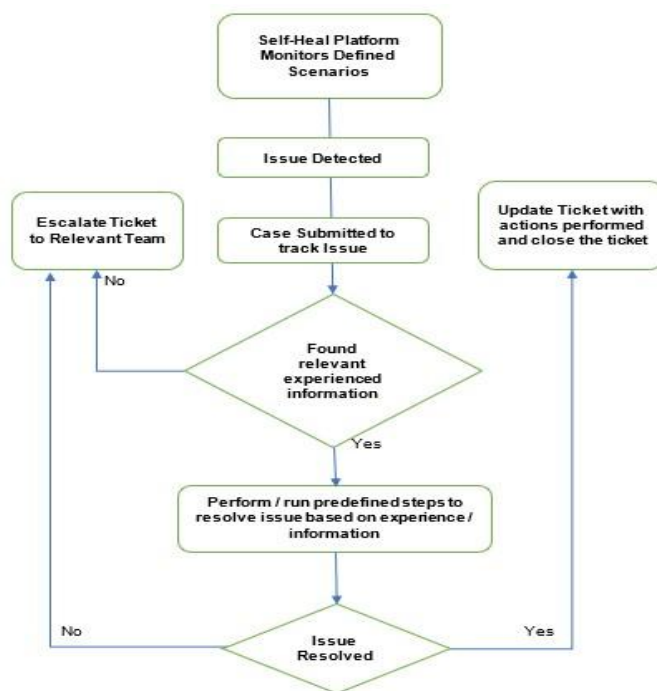 Self-Heal Platform
Monitors Defined
Scenarios
Issue Detected
Escalate Ticket
to Relevant Team
Update Ticket with
actions performed
and close the ticket
Case Submitted to
track Issue
No
Found
relevant
experienced
information
Yes
Perform / run predefined steps to
resolve issue based on experience /
information
No
Yes
Issue
Resolved